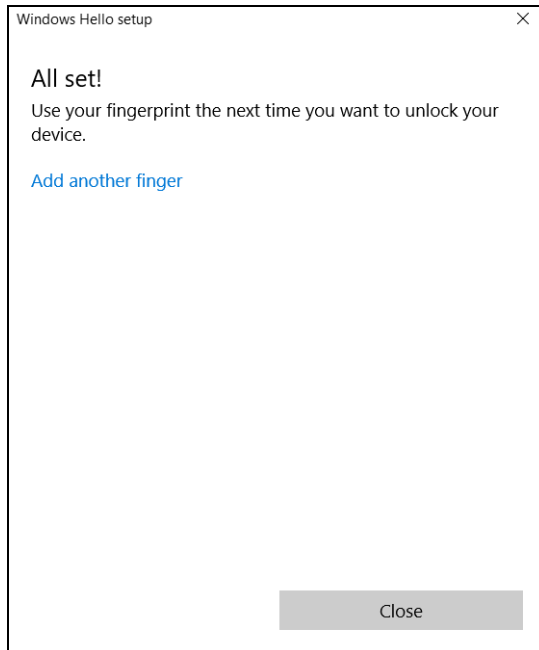 Windows Hello setup
All set!
Use your fingerprint the next time you want to unlock your
device.
Add another finger
Close